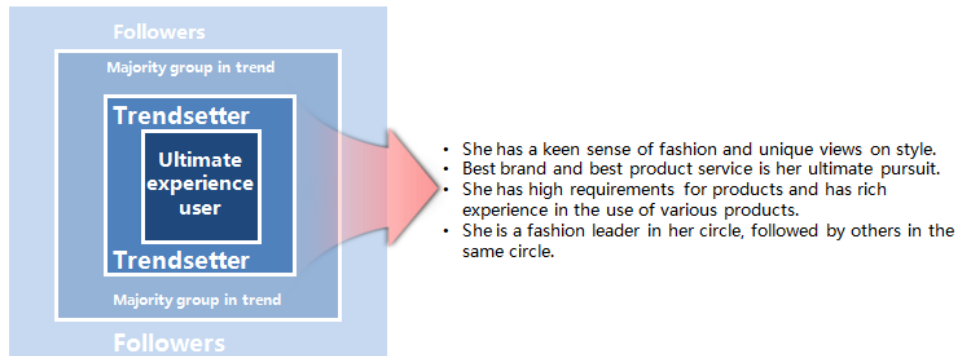 Followers
Majority group in trend
Trendsetter
Ultimate
experience
user
Trendsetter
Majority group in trend
Followers
• She has a keen sense of fashion and unique views on style.
• Best brand and best product service is her ultimate pursuit.
• She has high requirements for products and has rich
experience in the use of various products.
• She is a fashion leader in her circle, followed by others in the
same circle.